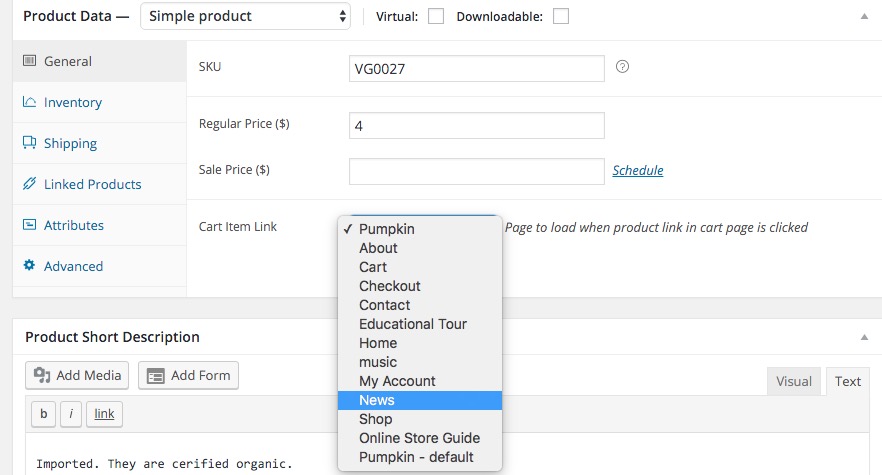 Product Data — Simple product Virtual: Downloadable:
General
Inventory
Shipping
Linked Products
Attributes
Advanced
SKU VG0027 ?
Regular Price ($) 4
Sale Price ($) Schedule
Cart Item Link Page to load when product link in cart page is clicked
✓ Pumpkin
About
Cart
Checkout
Contact
Educational Tour
Home
music
My Account
News
Shop
Online Store Guide
Pumpkin - default
Product Short Description
Add Media Add Form
Visual Text
b i link
Imported. They are cerified organic.